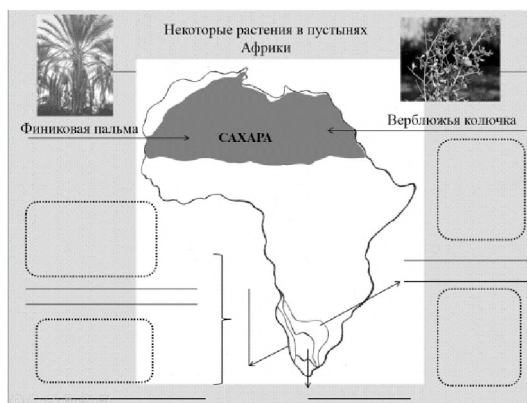 Некоторые растения в пустынях
Африки
Финиковая пальма
Верблюжья колючка
САХАРА